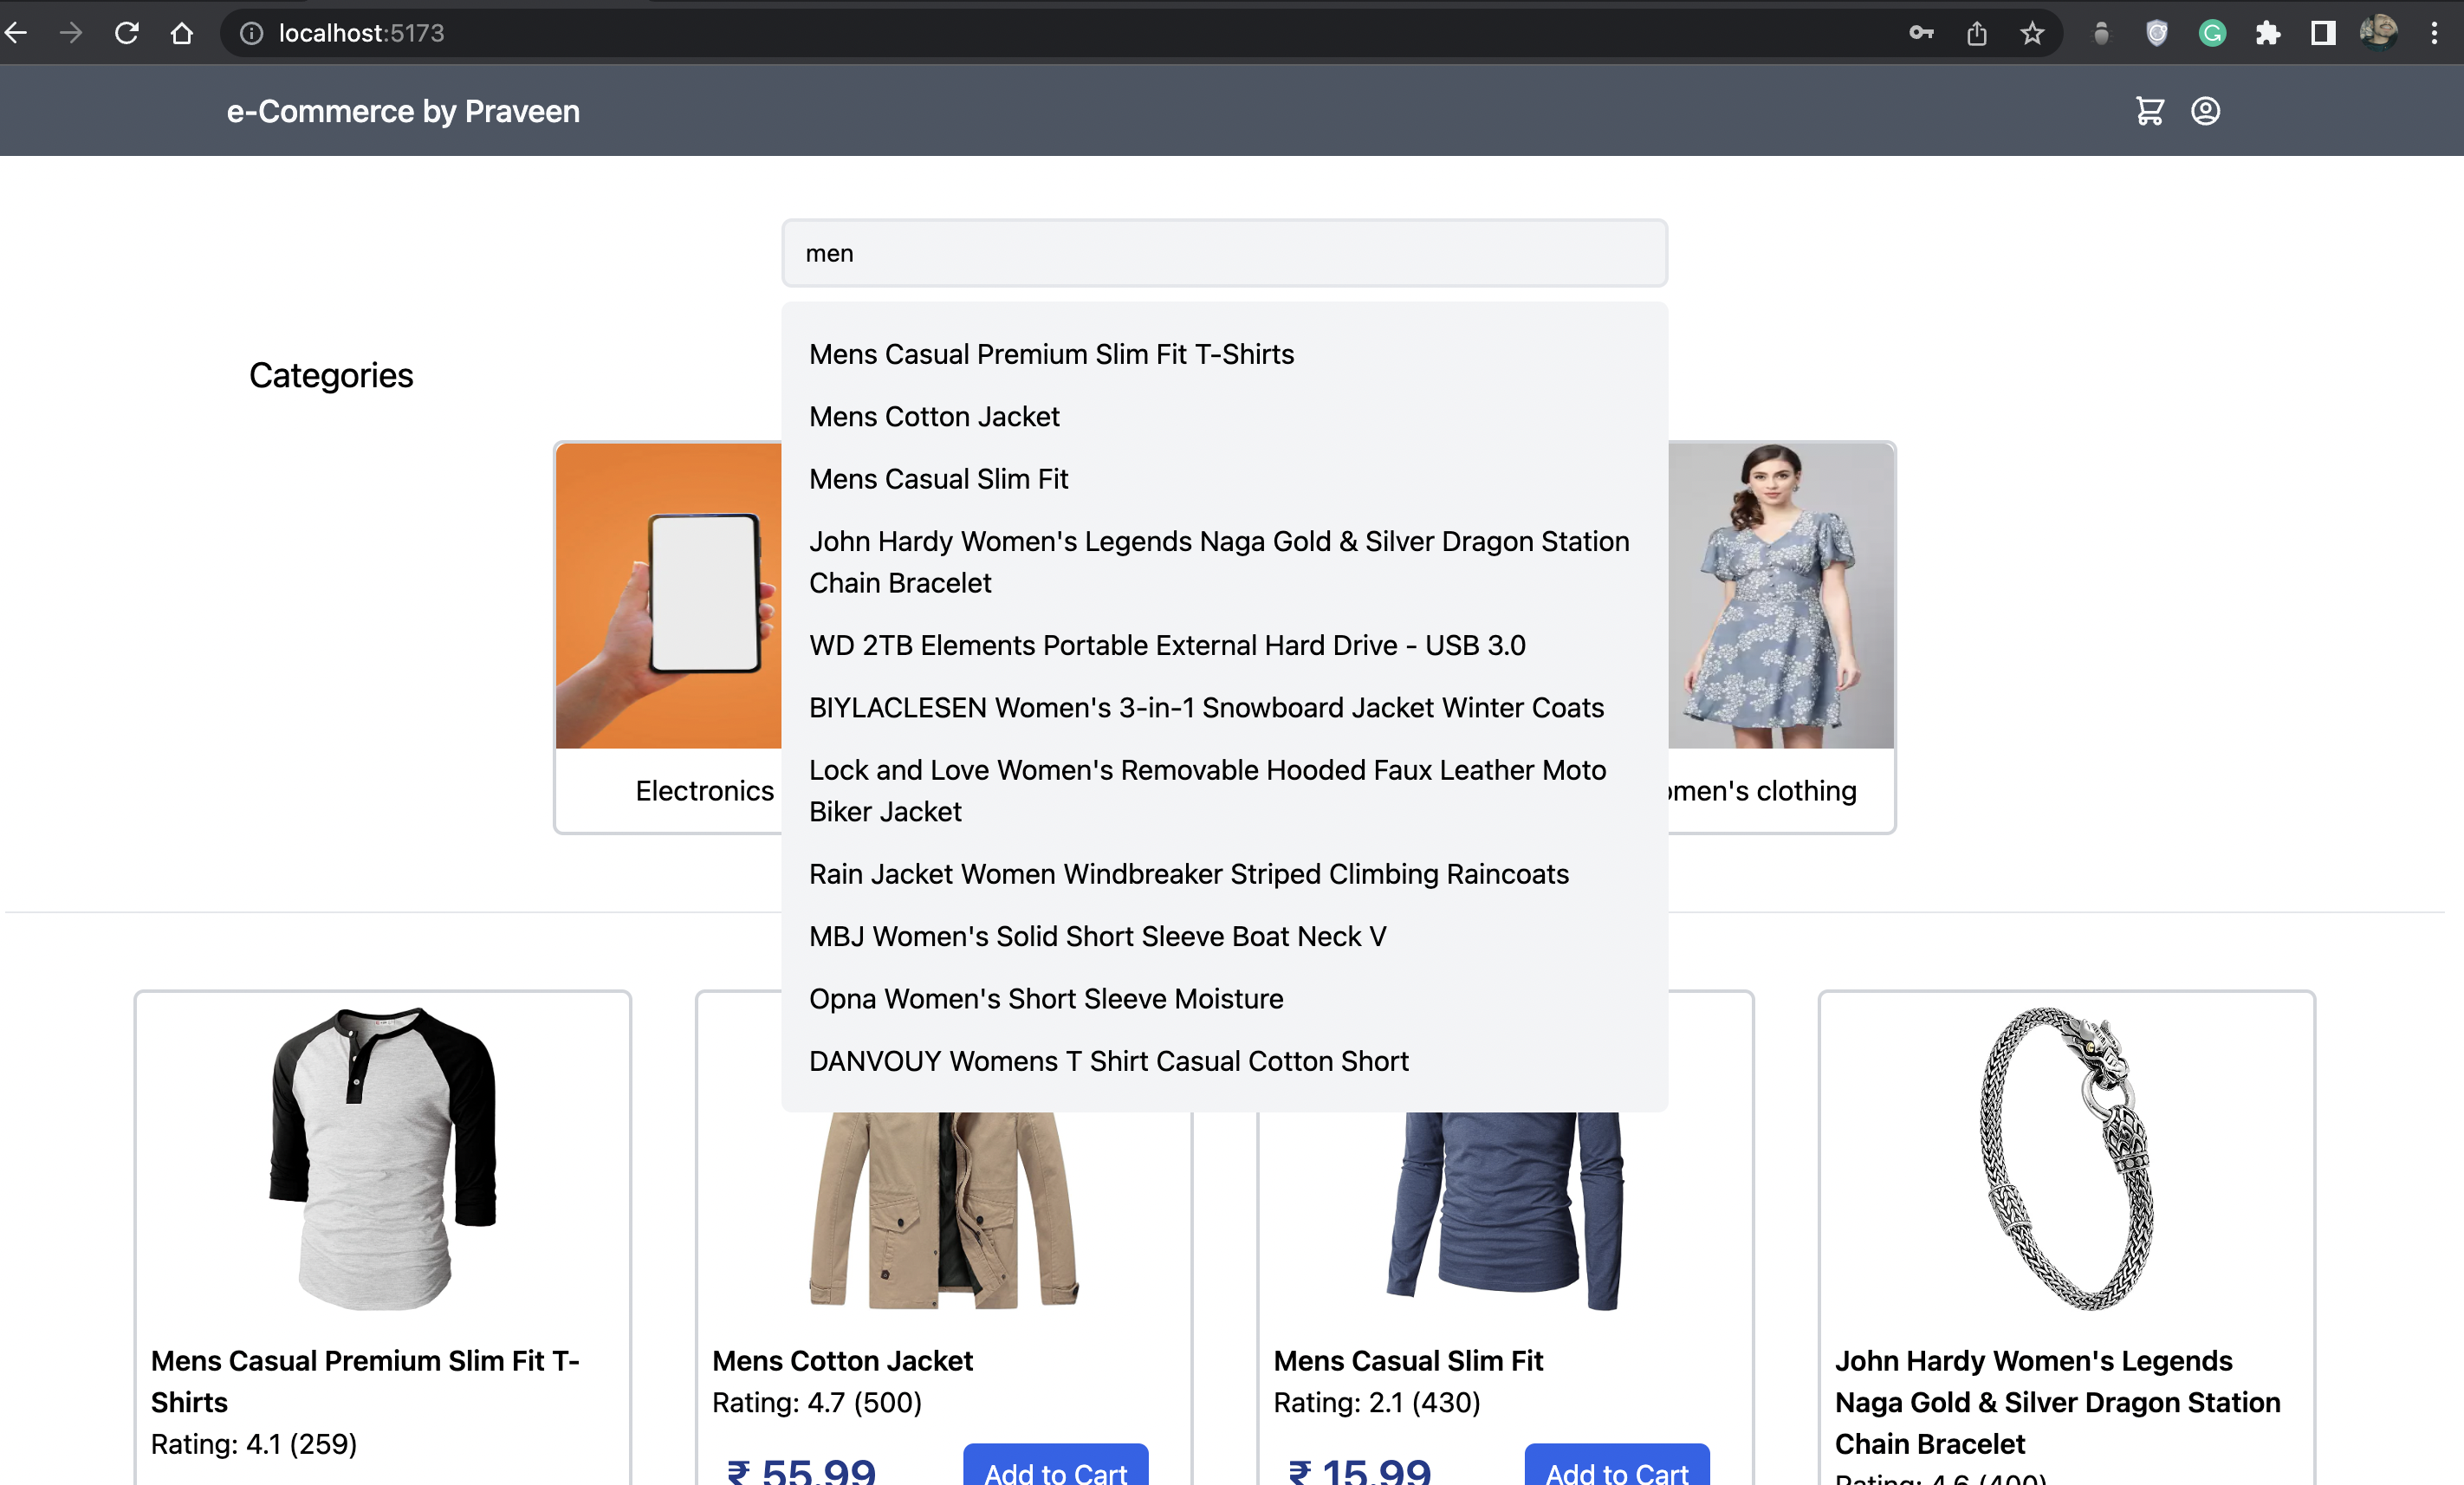 localhost:5173
e-Commerce by Praveen
men
Mens Casual Premium Slim Fit T-Shirts
Categories
Mens Cotton Jacket
Mens Casual Slim Fit
John Hardy Women's Legends Naga Gold & Silver Dragon Station
Chain Bracelet
WD 2TB Elements Portable External Hard Drive - USB 3.0
BIYLACLESEN Women's 3-in-1 Snowboard Jacket Winter Coats
Lock and Love Women's Removable Hooded Faux Leather Moto
Biker Jacket
Rain Jacket Women Windbreaker Striped Climbing Raincoats
MBJ Women's Solid Short Sleeve Boat Neck V
Opna Women's Short Sleeve Moisture
DANVOUY Womens T Shirt Casual Cotton Short
Electronics
omen's clothing
Mens Casual Premium Slim Fit T-
Shirts
Rating: 4.1 (259)
Mens Cotton Jacket
Rating: 4.7 (500)
₹ 55.99
Add to Cart
Mens Casual Slim Fit
Rating: 2.1 (430)
₹ 15.99
Add to Cart
John Hardy Women's Legends
Naga Gold & Silver Dragon Station
Chain Bracelet
Rating: 4.6 (400)